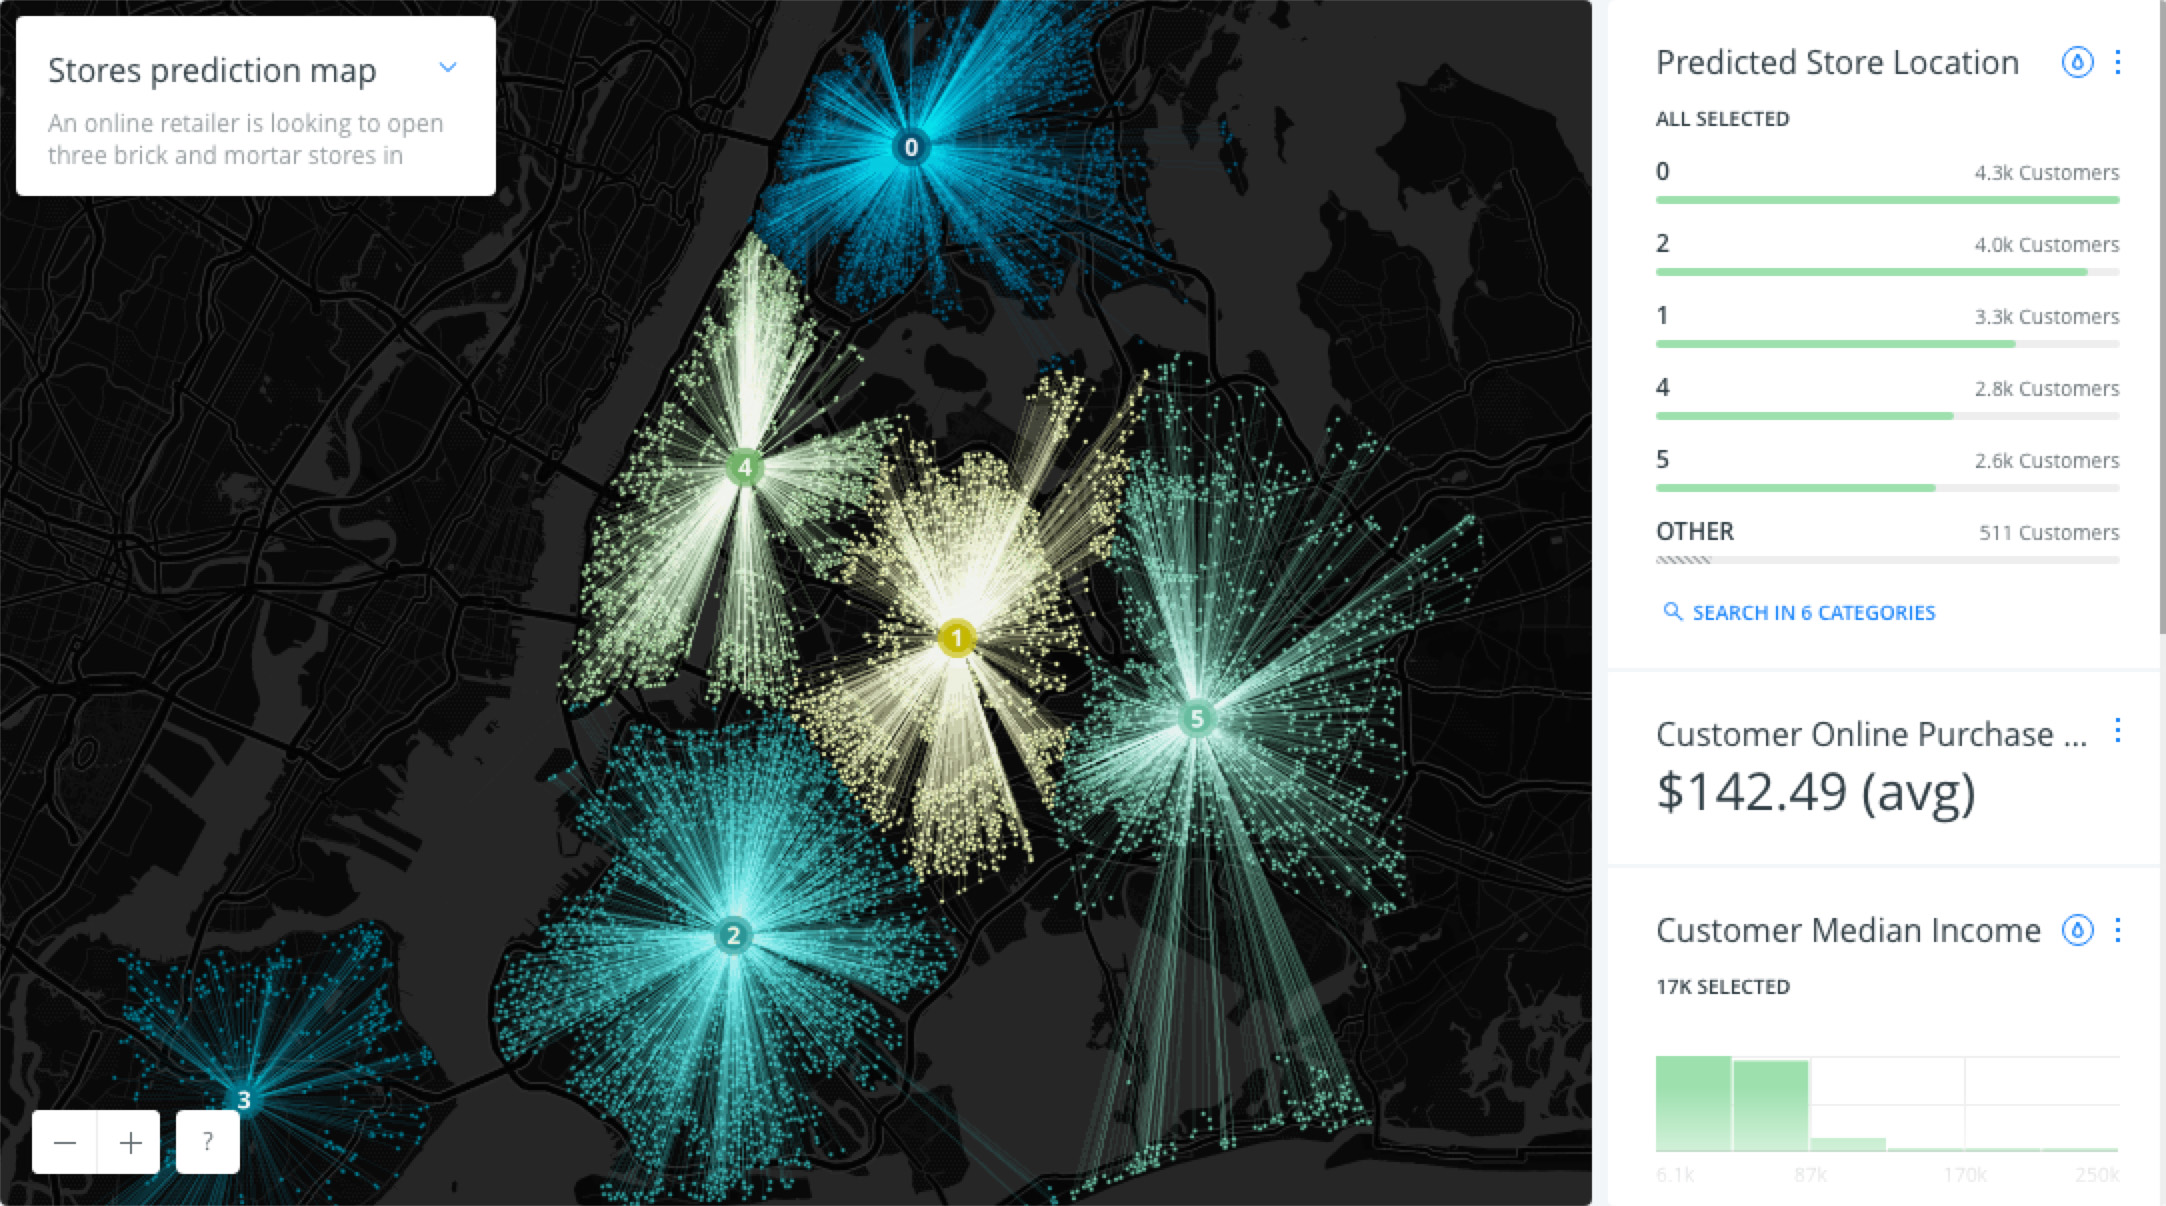 Stores prediction map
An online retailer is looking to open
three brick and mortar stores in
0
4
1
5
2
3
?
Predicted Store Location
ALL SELECTED
0 4.3k Customers
2 4.0k Customers
1 3.3k Customers
4 2.8k Customers
5 2.6k Customers
OTHER 511 Customers
SEARCH IN 6 CATEGORIES
Customer Online Purchase ...
$142.49 (avg)
Customer Median Income
17K SELECTED
6.1k 87k 170k 250k